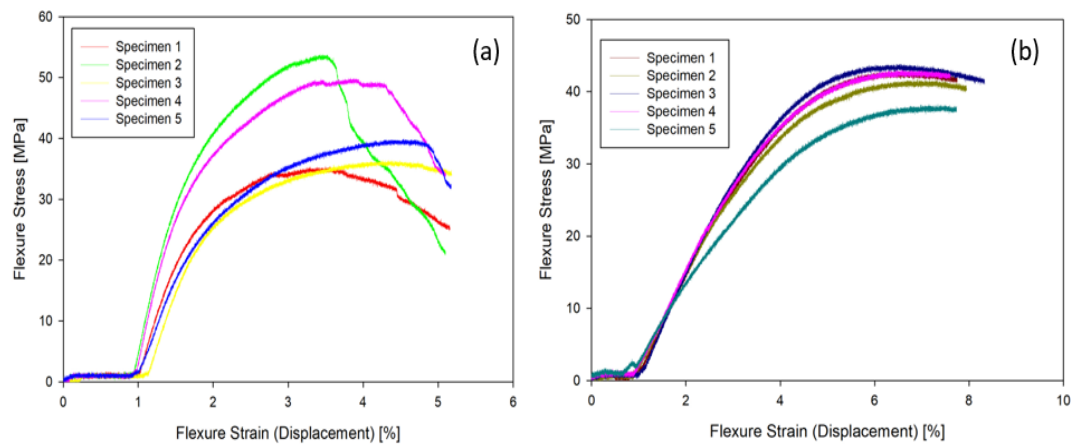 60
50
40
30
20
10
0
Flexure Stress [MPa]
Specimen 1
Specimen 2
Specimen 3
Specimen 4
Specimen 5
(a)
0 1 2 3 4 5 6
Flexure Strain (Displacement) [%]
50
40
30
20
10
0
Flexure Stress [MPa]
Specimen 1
Specimen 2
Specimen 3
Specimen 4
Specimen 5
(b)
0 2 4 6 8 10
Flexure Strain (Displacement) [%]